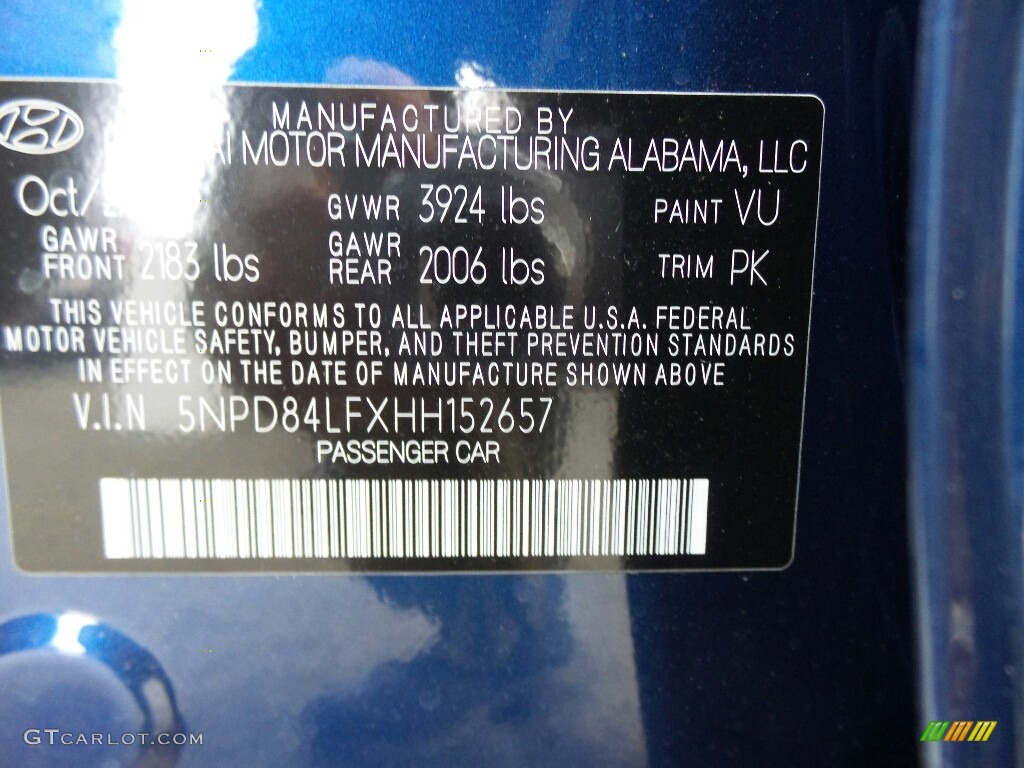 MANUFACTURED BY
MOTOR MANUFACTURING ALABAMA, LLC
Oct/ GVWR 3924 lbs PAINT VU
GAWR FRONT 2183 lbs GAWR REAR 2006 lbs TRIM PK
THIS VEHICLE CONFORMS TO ALL APPLICABLE U.S.A. FEDERAL
MOTOR VEHICLE SAFETY, BUMPER, AND THEFT PREVENTION STANDARDS
IN EFFECT ON THE DATE OF MANUFACTURE SHOWN ABOVE
V.I.N 5NPD84LFXHH152657
PASSENGER CAR
GTCARLOT.COM